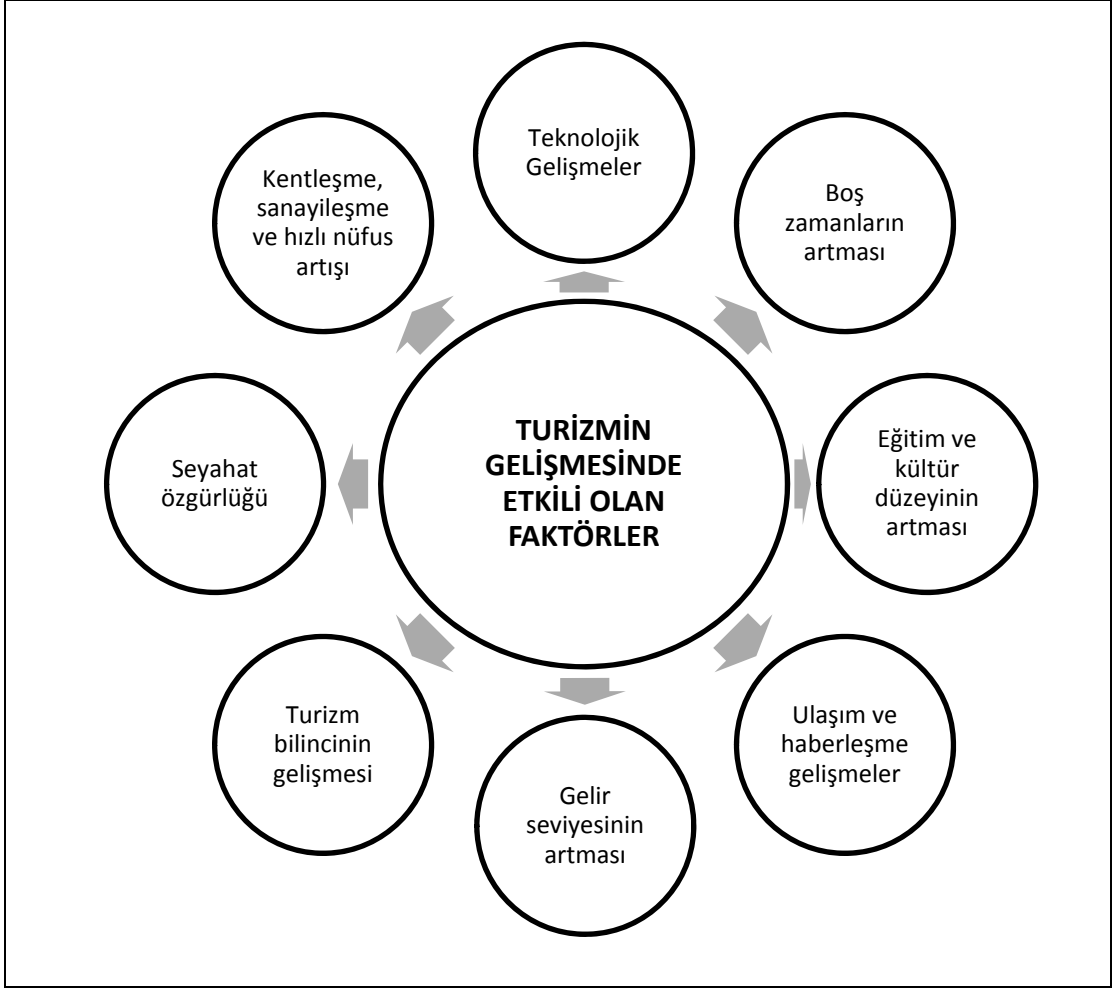 Teknolojik
Gelişmeler
Boş
zamanların
artması
Eğitim ve
kültür
düzeyinin
artması
Ulaşım ve
haberleşme
gelişmeler
Gelir
seviyesinin
artması
Turizm
bilincinin
gelişmesi
Seyahat
özgürlüğü
Kentleşme,
sanayileşme
ve hızlı nüfus
artışı
TURİZMİN
GELİŞMESİNDE
ETKİLİ OLAN
FAKTÖRLER